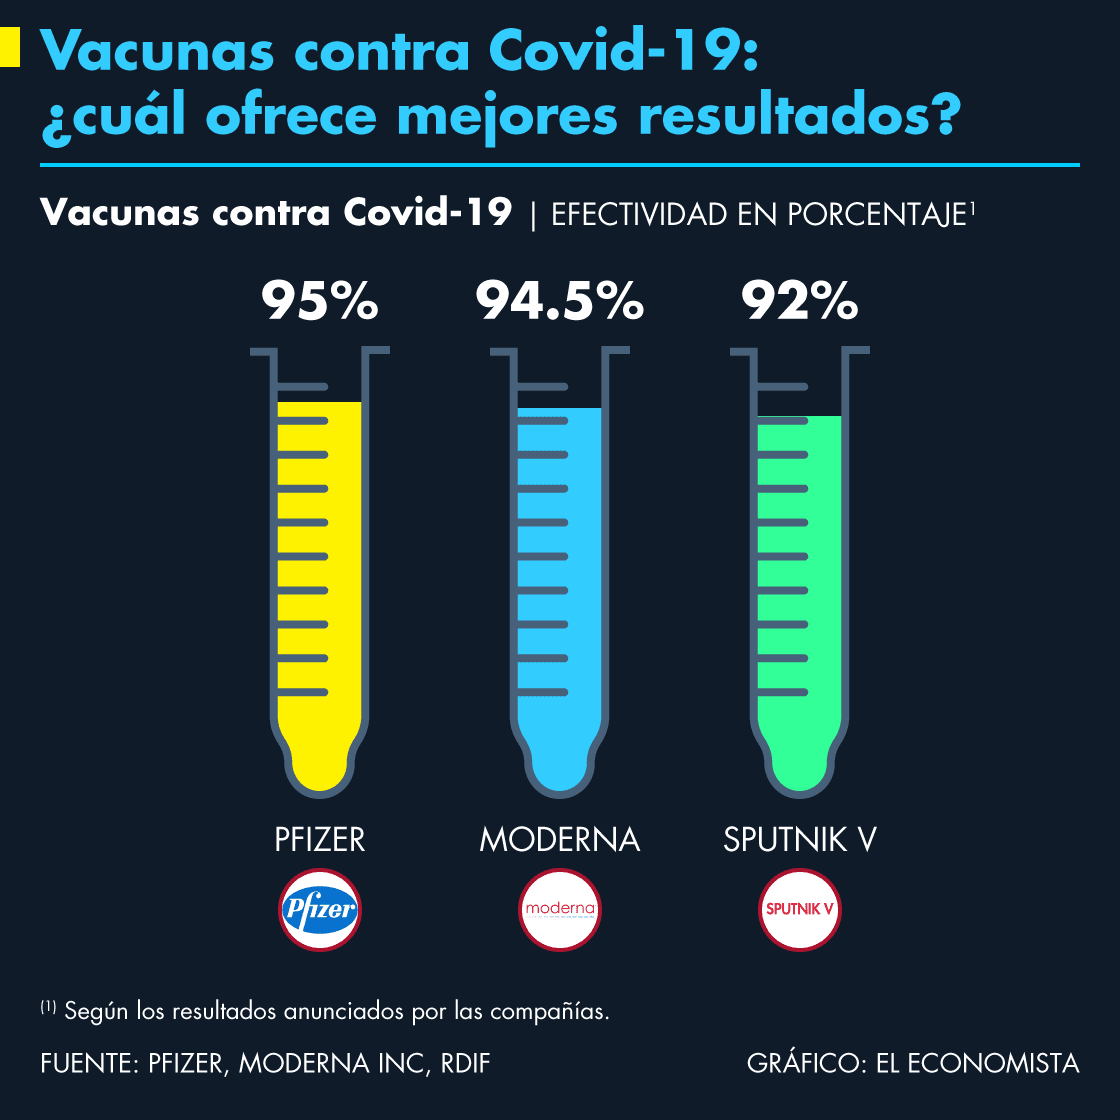 Vacunas contra Covid-19:
¿cuál ofrece mejores resultados?
Vacunas contra Covid-19 | EFECTIVIDAD EN PORCENTAJE¹
95% 94.5% 92%
PFIZER MODERNA SPUTNIK V
Pfizer moderna SPUTNIK V
(1) Según los resultados anunciados por las compañías.
FUENTE: PFIZER, MODERNA INC, RDIF GRÁFICO: EL ECONOMISTA